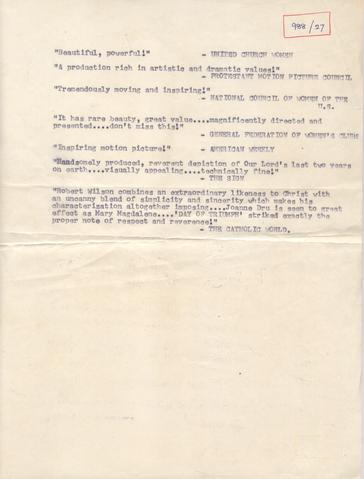 988/27
"Beautiful, powerful!"
- UNITED CHURCH WOMEN
"A production rich in artistic and dramatic values!"
- PROTESTANT MOTION PICTURE COUNCIL
"Tremendously moving and inspiring!"
- NATIONAL COUNCIL OF WOMEN OF THE
U.S.
"It has rare beauty, great value....magnificently directed and
presented....don't miss this!"
- GENERAL FEDERATION OF WOMEN'S CLUBS
"Inspiring motion picture!" - AMERICAN WEEKLY
"Handsomely produced, reverent depiction of Our Lord's last two years
on earth....visually appealing....technically fine!"
- THE SIGN
"Robert Wilson combines an extraordinary likeness to Christ with
an uncanny blend of simplicity and sincerity which makes his
characterisation altogether imposing....Joanne Dru is seen to great
effect as Mary Magdalene....'DAY OF TRIUMPH' striked exactly the
proper note of respect and reverence!"
- THE CATHOLIC WORLD.